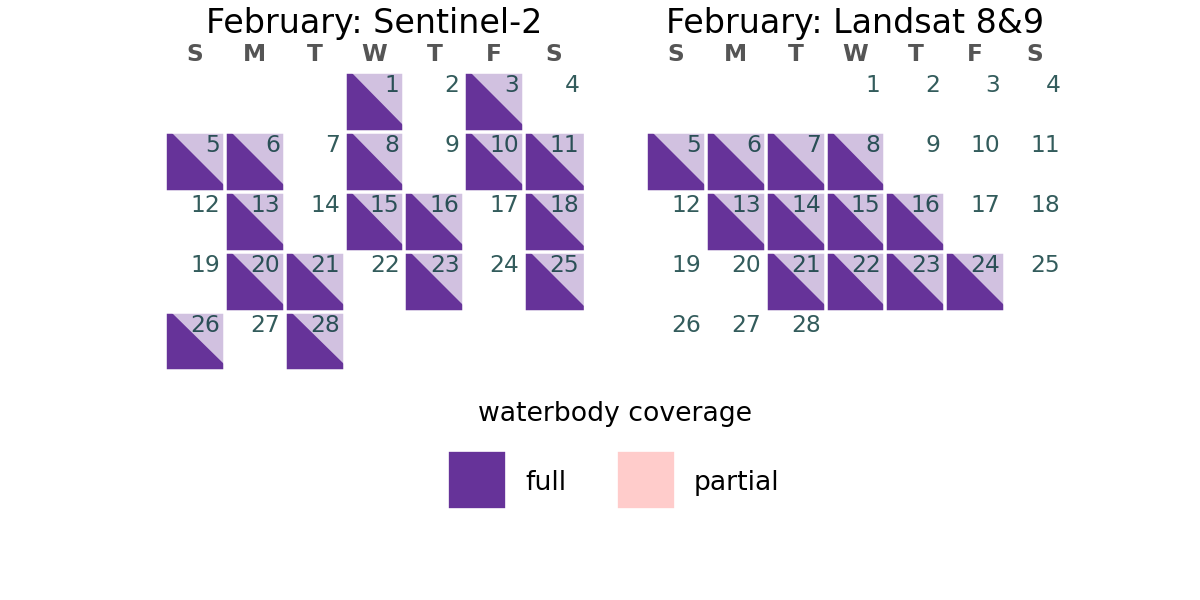 February: Sentinel-2
S M T W T F S
1 2 3 4
5 6 7 8 9 10 11
12 13 14 15 16 17 18
19 20 21 22 23 24 25
26 27 28
February: Landsat 8&9
S M T W T F S
1 2 3 4
5 6 7 8 9 10 11
12 13 14 15 16 17 18
19 20 21 22 23 24 25
26 27 28
waterbody coverage
full partial